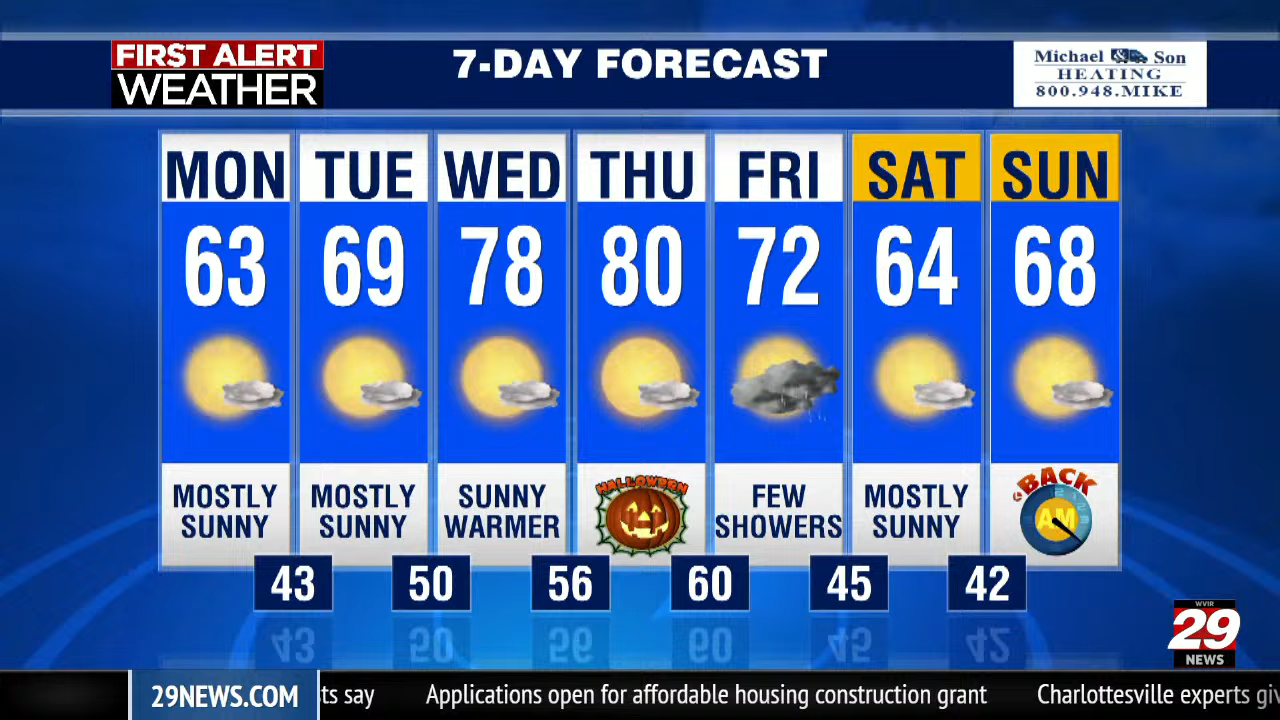 FIRST ALERT
WEATHER
7-DAY FORECAST
Michael & Son
HEATING
800.948.MIKE
MON TUE WED THU FRI SAT SUN
63 69 78 80 72 64 68
MOSTLY
SUNNY
MOSTLY
SUNNY
SUNNY
WARMER
HALLOWEEN
FEW
SHOWERS
MOSTLY
SUNNY
BACK
AM
43 50 56 60 45 42
WVIR
29
NEWS
29NEWS.COM
ts say Applications open for affordable housing construction grant Charlottesville experts gi